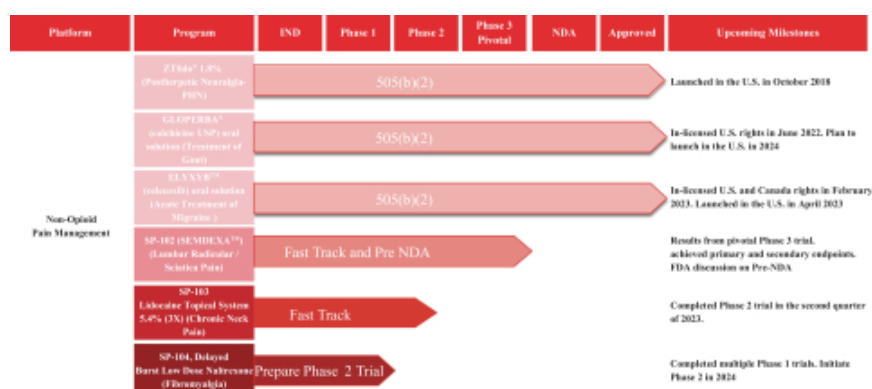 Platform
Program
IND
Phase 1
Phase 2
Phase 3
Pivotal
NDA
Approved
Upcoming Milestones
Non-Opioid
Pain Management
ZTlido® 1.8%
(Postherpetic Neuralgia-
PHN)
505(b)(2)
Launched in the U.S. in October 2018
GLOPERBA®
(colchicine USP) oral
solution (Treatment of
Gout)
505(b)(2)
In-licensed U.S. rights in June 2022. Plan to
launch in the U.S. in 2024
ELYXYB™
(celecoxib) oral solution
(Acute Treatment of
Migraine )
505(b)(2)
In-licensed U.S. and Canada rights in February
2023. Launched in the U.S. in April 2023
SP-102 (SEMDEXA™)
(Lumbar Radicular /
Sciatica Pain)
Fast Track and Pre NDA
Results from pivotal Phase 3 trial.
achieved primary and secondary endpoints.
FDA discussion on Pre-NDA
SP-103
Lidocaine Topical System
5.4% (3X) (Chronic Neck
Pain)
Fast Track
Completed Phase 2 trial in the second quarter
of 2023.
SP-104, Delayed
Burst Low Dose Naltrexone
(Fibromyalgia)
Prepare Phase 2 Trial
Completed multiple Phase 1 trials. Initiate
Phase 2 in 2024